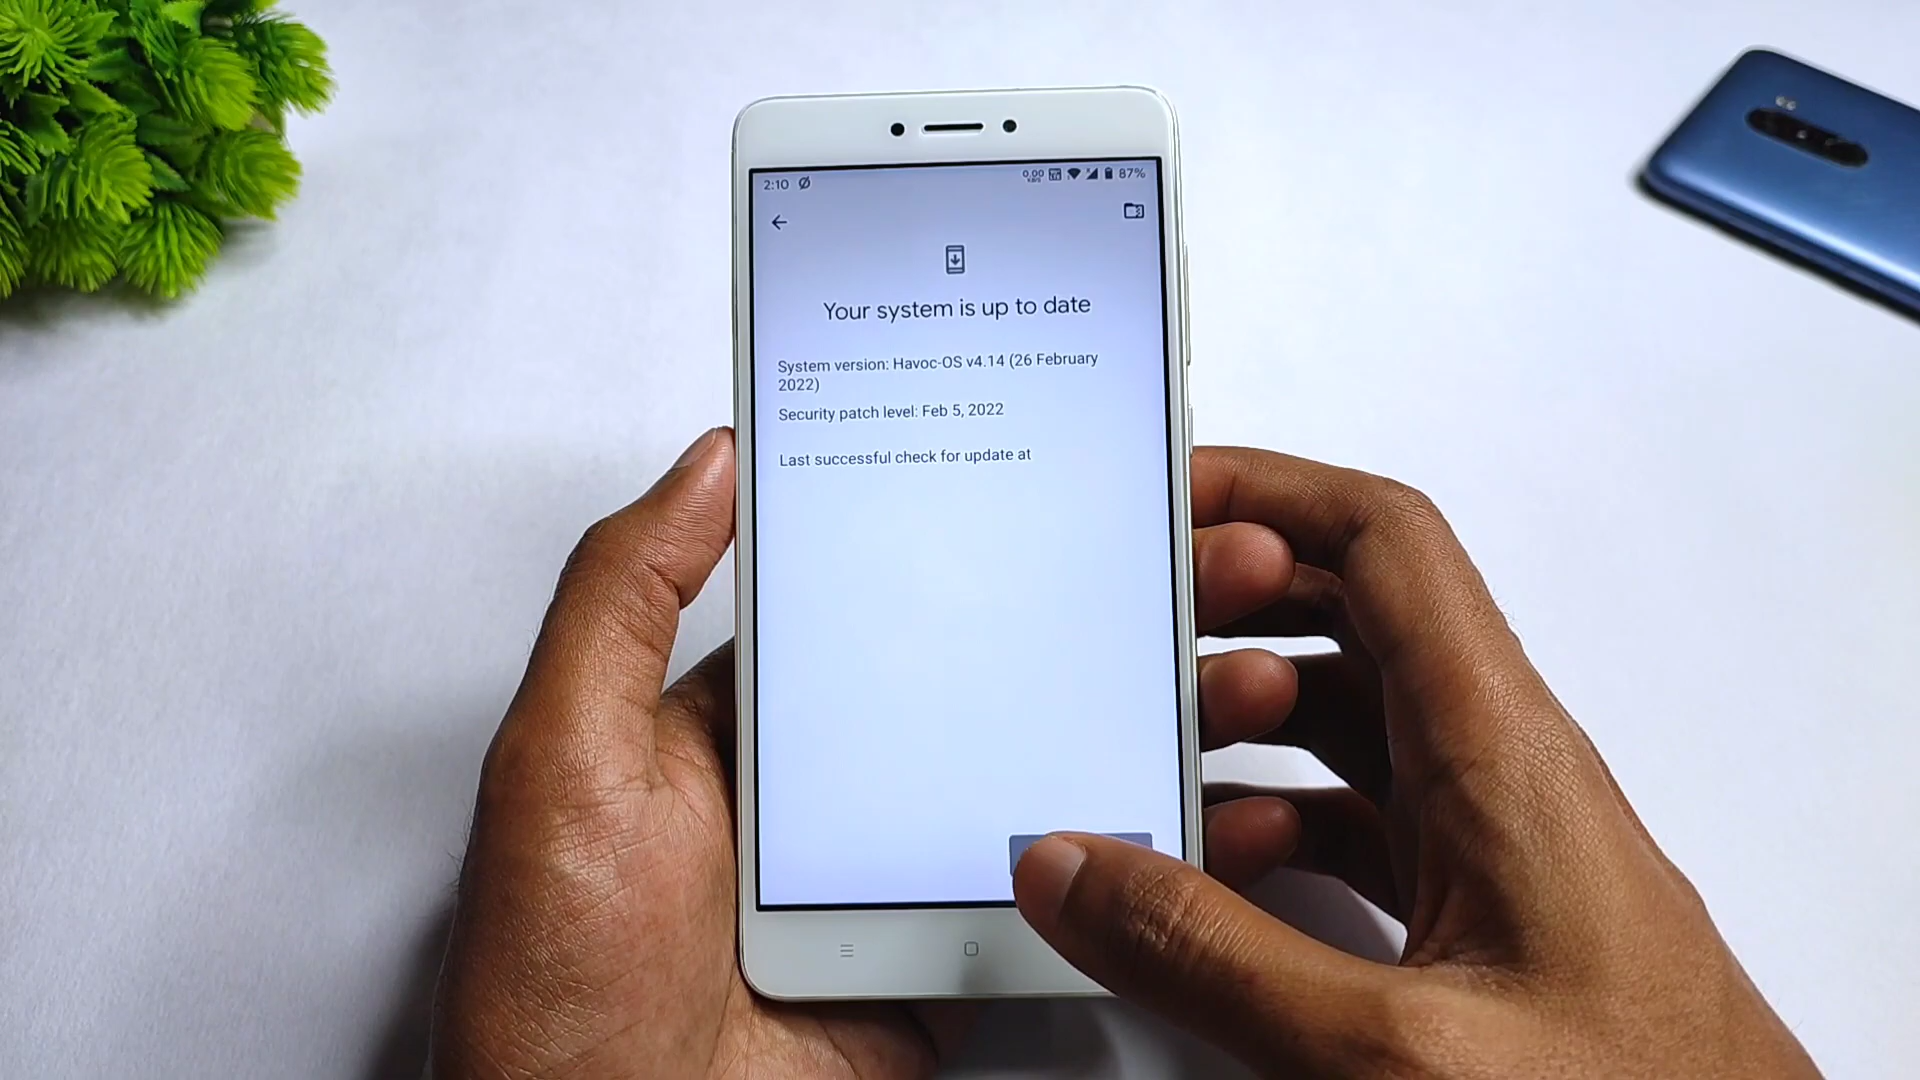 2:10 87%
Your system is up to date
System version: Havoc-OS v4.14 (26 February
2022)
Security patch level: Feb 5, 2022
Last successful check for update at